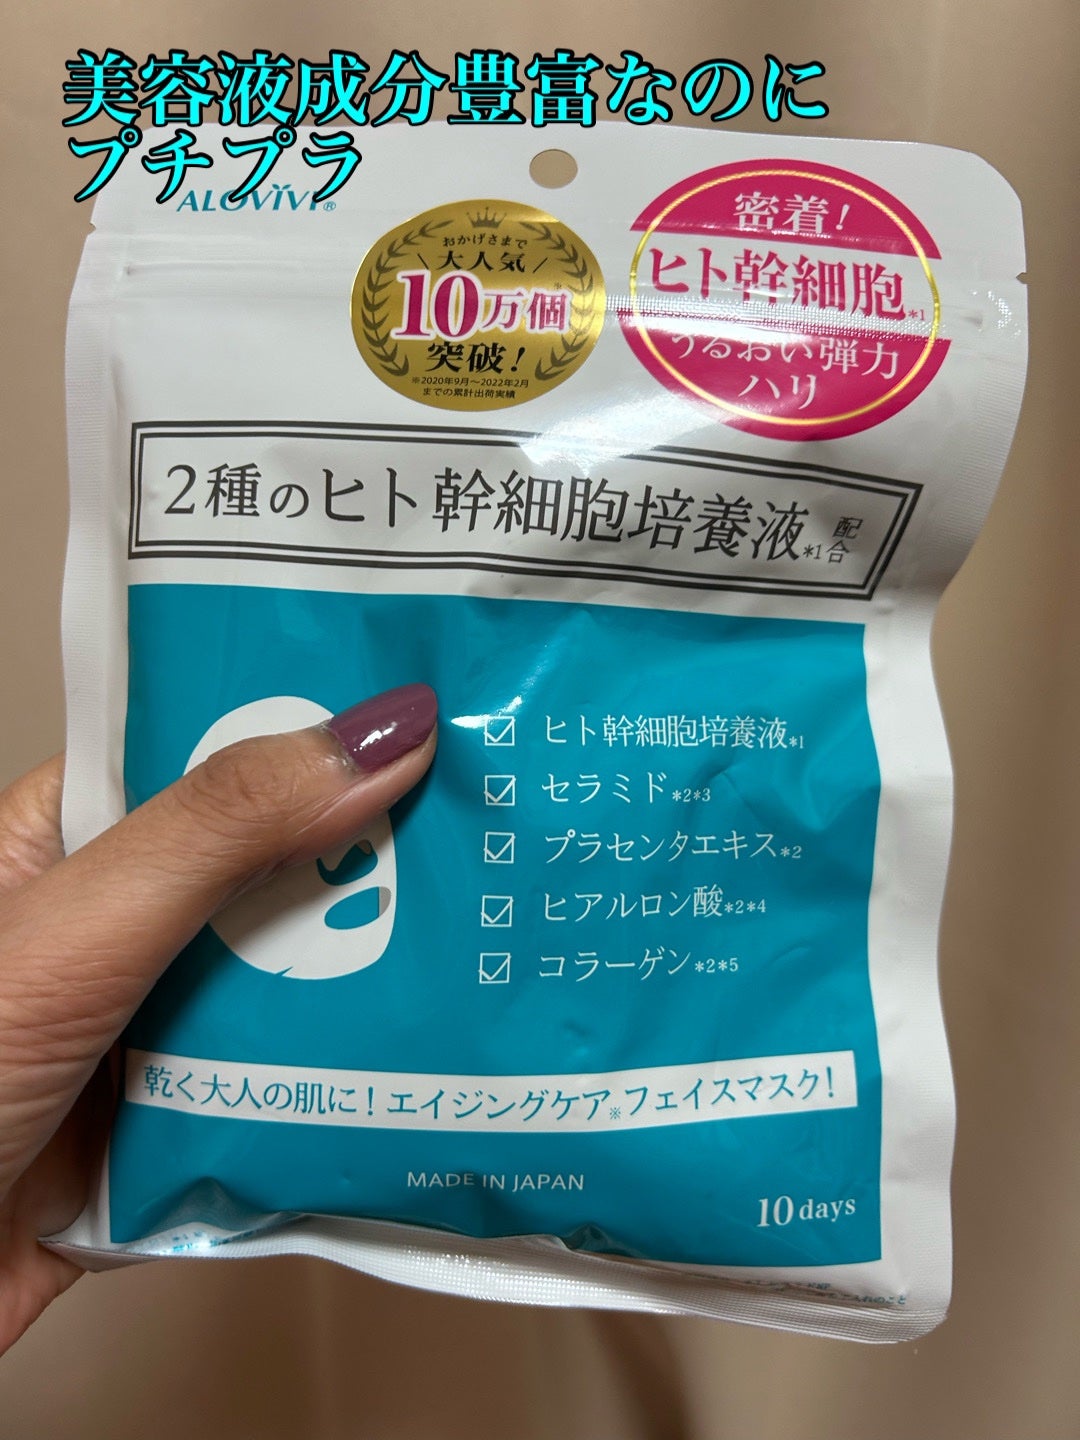 美容液成分豊富なのに
プチプラ
ALOVIVI®
おかげさまで
大人気
10万個※
突破!
※2020年9月～2022年2月
までの累計出荷実績
密着!
ヒト幹細胞*1
うるおい弾力
ハリ
2種のヒト幹細胞培養液*1配合
ヒト幹細胞培養液*1
セラミド*2*3
プラセンタエキス*2
ヒアルロン酸*2*4
コラーゲン*2*5
乾く大人の肌に!エイジングケア※フェイスマスク!
MADE IN JAPAN
10days